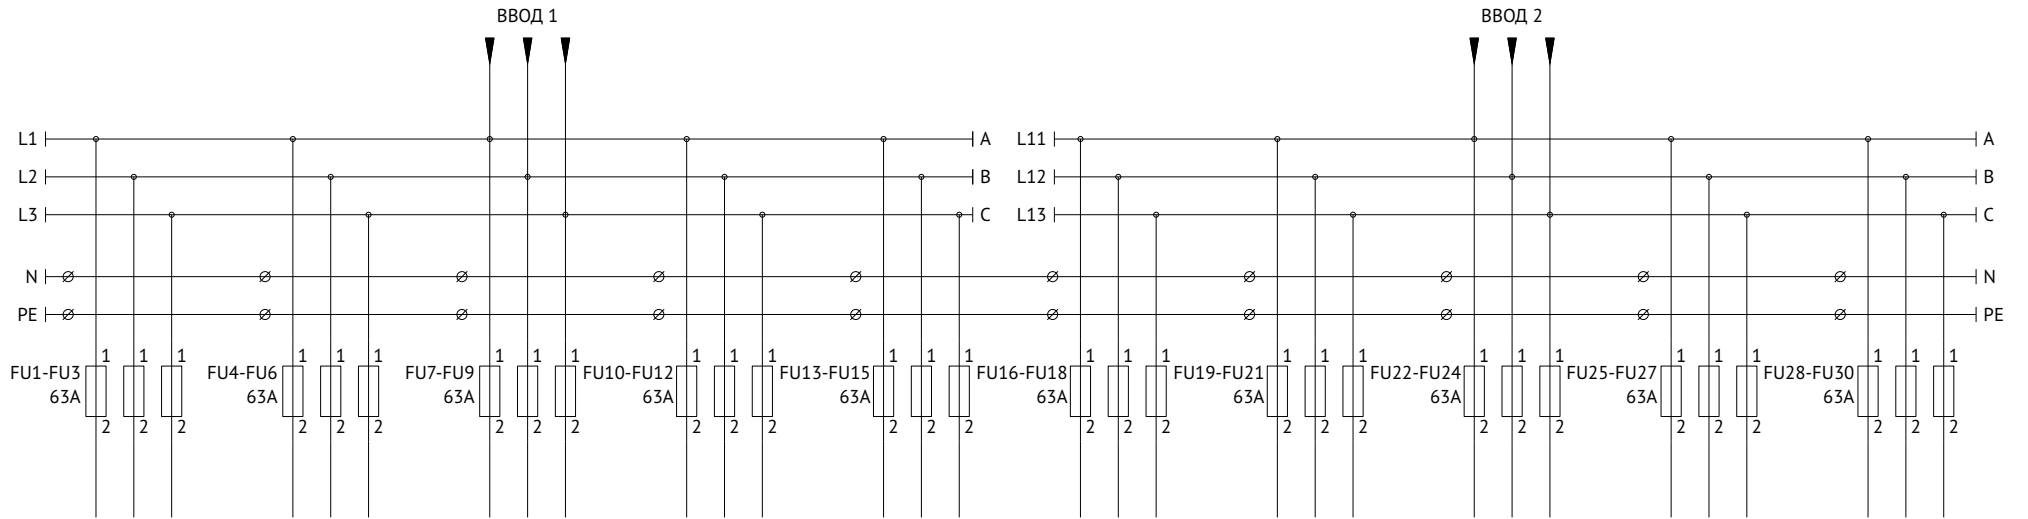 ВВОД 1 ВВОД 2
L1 A L11 A
L2 B L12 B
L3 C L13 C
N N
PE PE
1 1 1 1 1 1 1 1 1 1 1 1 1 1 1 1 1 1 1 1 1 1 1 1 1 1 1 1 1 1
FU1-FU3 FU4-FU6 FU7-FU9 FU10-FU12 FU13-FU15 FU16-FU18 FU19-FU21 FU22-FU24 FU25-FU27 FU28-FU30
63A 63A 63A 63A 63A 63A 63A 63A 63A 63A
2 2 2 2 2 2 2 2 2 2 2 2 2 2 2 2 2 2 2 2 2 2 2 2 2 2 2 2 2 2